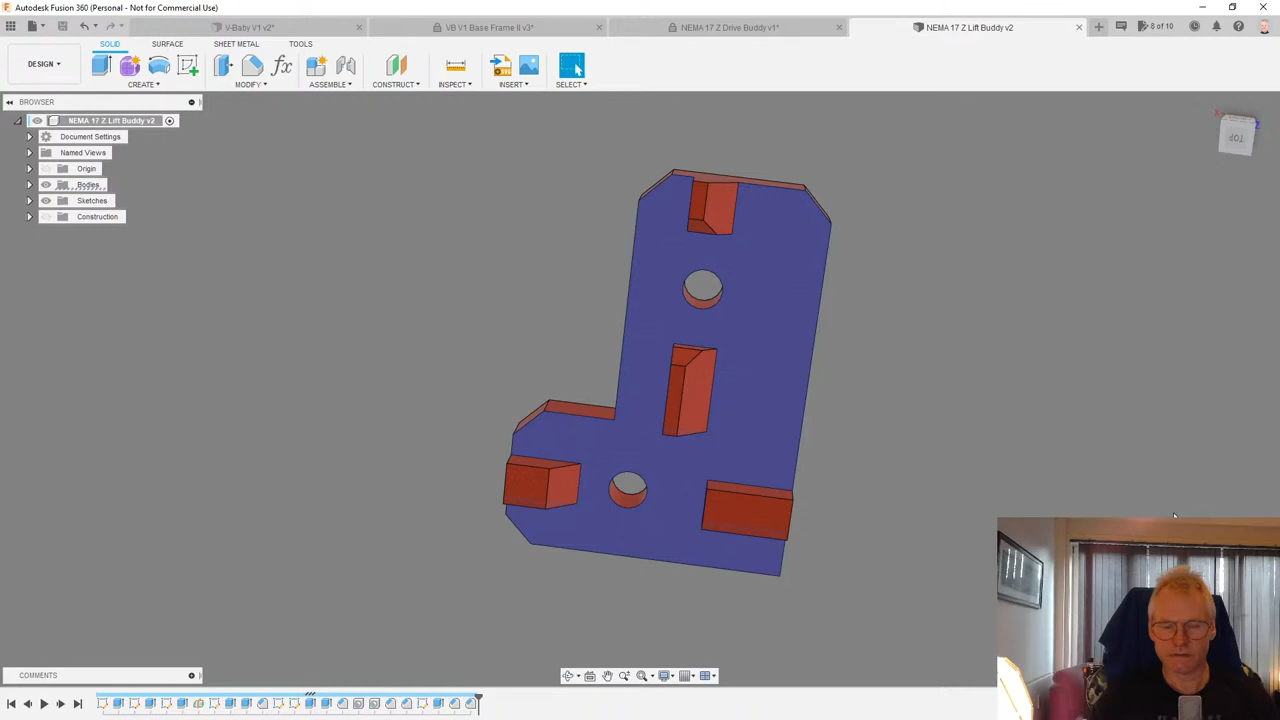 Autodesk Fusion 360 (Personal - Not for Commercial Use)
V-Baby V1 v2*
VB V1 Base Frame II v3*
NEMA 17 Z Drive Buddy v1*
NEMA 17 Z Lift Buddy v2
8 of 10
SOLID
SURFACE
SHEET METAL
TOOLS
DESIGN
CREATE
MODIFY
ASSEMBLE
CONSTRUCT
INSPECT
INSERT
SELECT
BROWSER
NEMA 17 Z Lift Buddy v2
Document Settings
Named Views
Origin
Bodies
Sketches
Construction
X
Z
TOP
COMMENTS